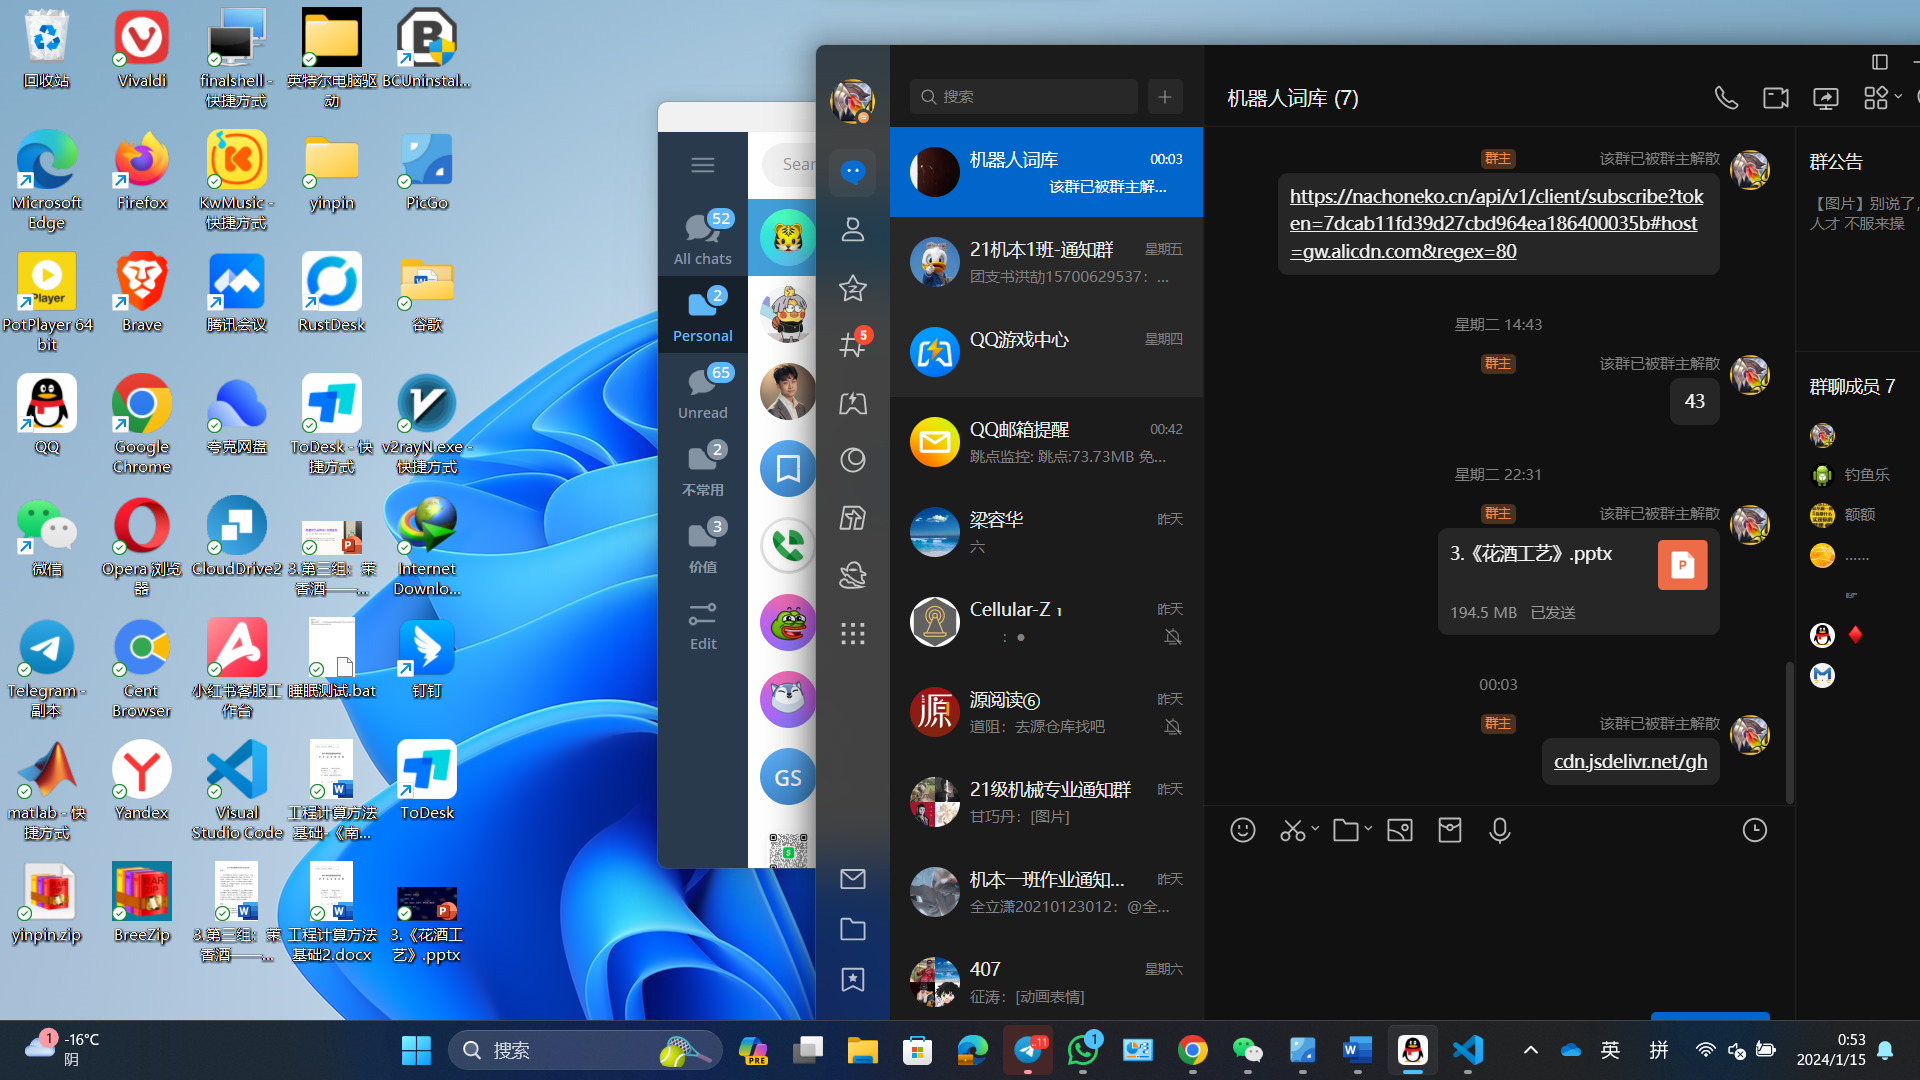 回收站
Vivaldi
finalshell -
快捷方式
英特尔电脑驱
动
BCUninstal...
Microsoft
Edge
Firefox
KwMusic -
快捷方式
yinpin
PicGo
Player
PotPlayer 64
bit
Brave
腾讯会议
RustDesk
谷歌
QQ
Google
Chrome
夸克网盘
ToDesk - 快
捷方式
v2rayN.exe -
快捷方式
微信
Opera 浏览
器
CloudDrive2
3.第三组：茉
香酒——...
Internet
Downlo...
Telegram -
副本
Cent
Browser
小红书客服工
作台
睡眠测试.bat
钉钉
matlab - 快
捷方式
Yandex
Visual
Studio Code
工程计算方法
基础-《南...
ToDesk
yinpin.zip
BreeZip
3.第三组：茉
香酒——...
工程计算方法
基础2.docx
3.《花酒工
艺》.pptx
Sear
52
All chats
2
Personal
65
Unread
2
不常用
3
价值
Edit
GS
5
搜索
机器人词库
00:03
该群已被群主解...
21机本1班-通知群
星期五
团支书洪劼15700629537：...
QQ游戏中心
星期四
QQ邮箱提醒
00:42
跳点监控: 跳点:73.73MB 免...
梁容华
昨天
六
Cellular-Z 1
昨天
：●
源
源阅读⑥
昨天
道阻：去源仓库找吧
21级机械专业通知群
昨天
甘巧丹：[图片]
机本一班作业通知...
昨天
全立潇20210123012：@全...
407
星期六
征涛：[动画表情]
机器人词库 (7)
群主
该群已被群主解散
https://nachoneko.cn/api/v1/client/subscribe?tok
en=7dcab11fd39d27cbd964ea186400035b#host
=gw.alicdn.com&regex=80
星期二 14:43
群主
该群已被群主解散
43
星期二 22:31
群主
该群已被群主解散
3.《花酒工艺》.pptx
P
194.5 MB 已发送
00:03
群主
该群已被群主解散
cdn.jsdelivr.net/gh
群公告
【图片】别说了,
人才 不服来操
群聊成员 7
钓鱼乐
额额
......
1
-16°C
阴
搜索
PRE
.11
1
英
拼
0:53
2024/1/15